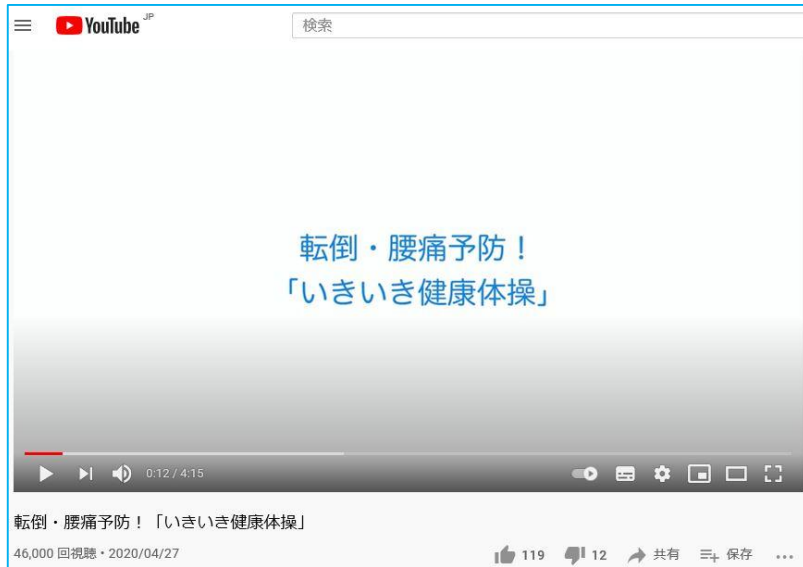 YouTube JP
検索
転倒・腰痛予防！
「いきいき健康体操」
0:12 / 4:15
転倒・腰痛予防！「いきいき健康体操」
46,000 回視聴・2020/04/27
119
12
共有
保存